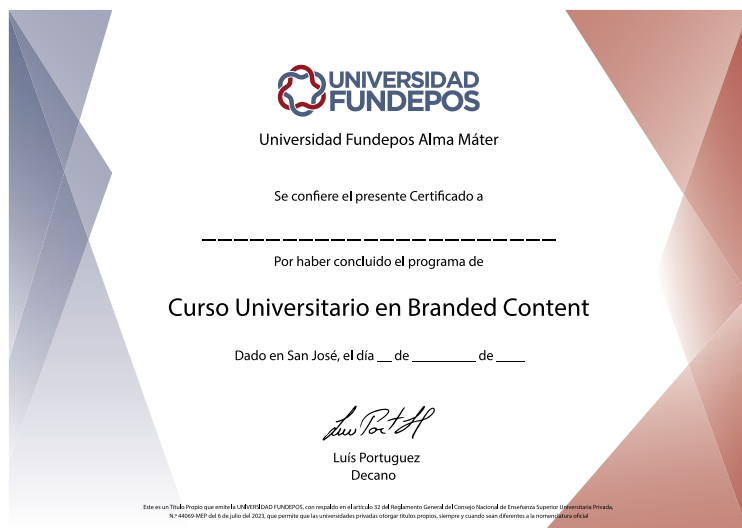 UNIVERSIDAD
FUNDEPOS
Universidad Fundepos Alma Máter
Se confiere el presente Certificado a
Por haber concluido el programa de
Curso Universitario en Branded Content
Dado en San José, el día __ de ________ de ____
Luís Portuguez
Decano
Este es un Título Propio que emite la UNIVERSIDAD FUNDEPOS, con respaldo en el artículo 32 del Reglamento General del Consejo Nacional de Enseñanza Superior Universitaria Privada,
N.º 44069-MEP del 6 de julio del 2023, que permite que las universidades privadas otorgar títulos propios, siempre y cuando sean diferentes a la nomenclatura oficial